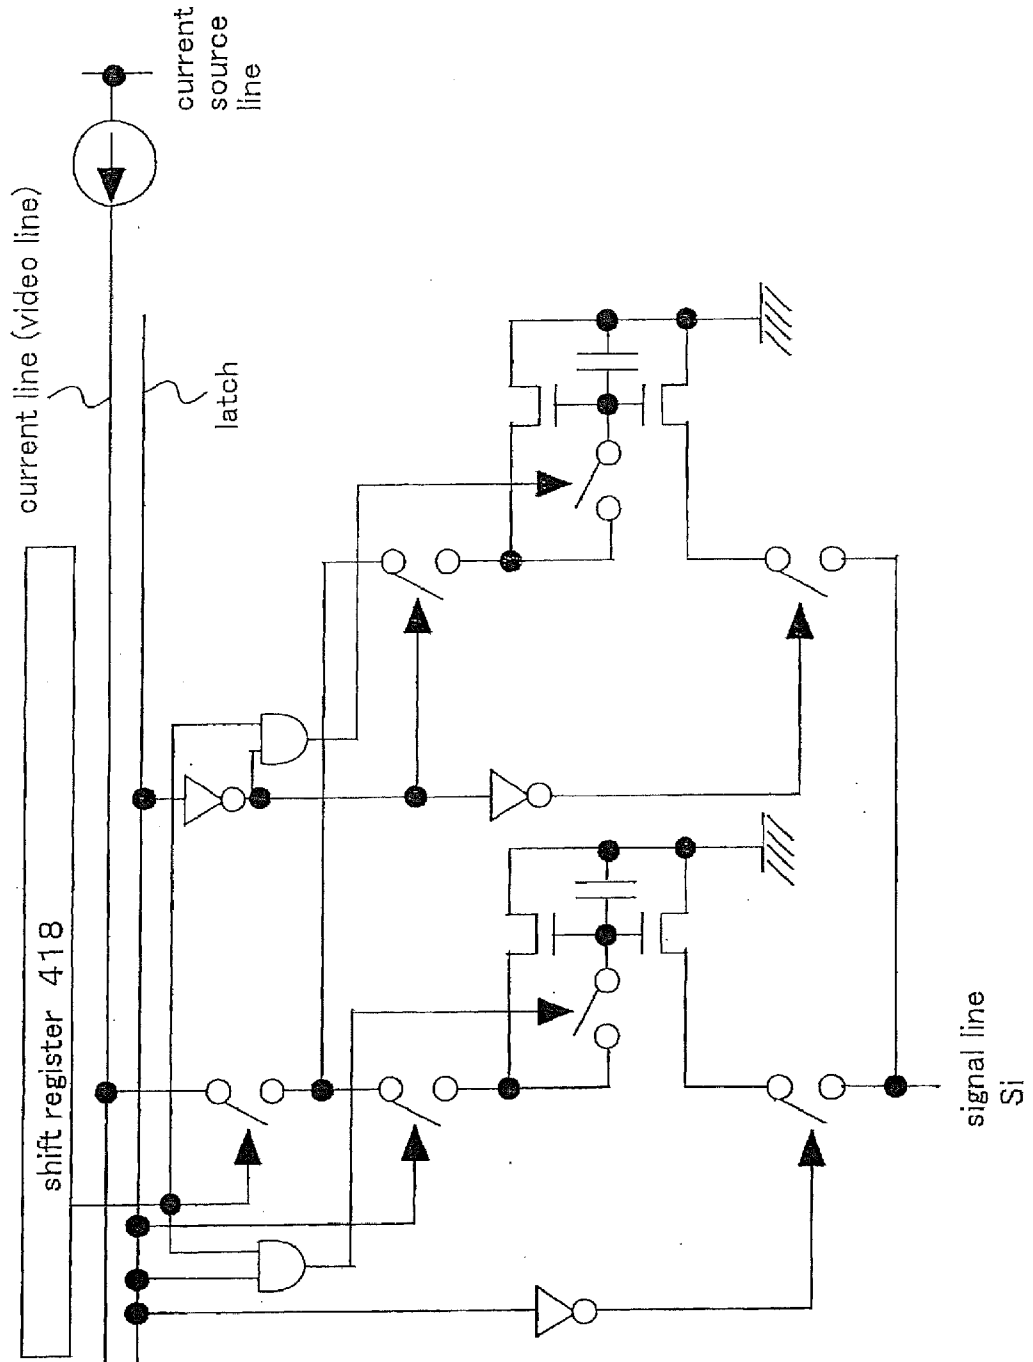 shift register 418
current line (video line)
latch
current
source
line
signal line
Si